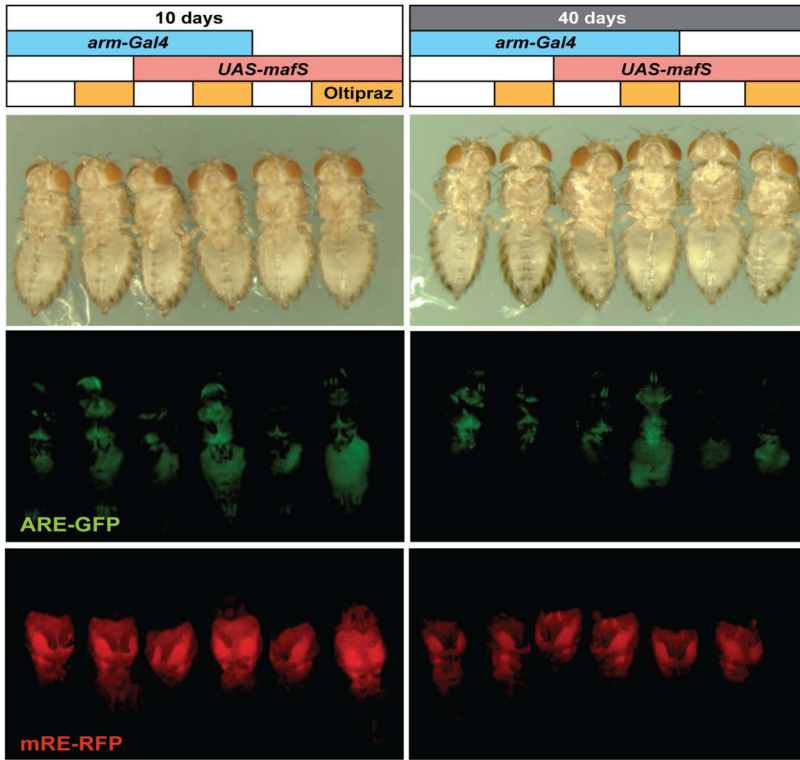 10 days
40 days
arm-Gal4
arm-Gal4
UAS-mafS
UAS-mafS
Oltipraz
ARE-GFP
mRE-RFP